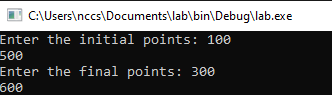 C:\Users\nccs\Documents\lab\bin\Debug\lab.exe
Enter the initial points: 100
500
Enter the final points: 300
600